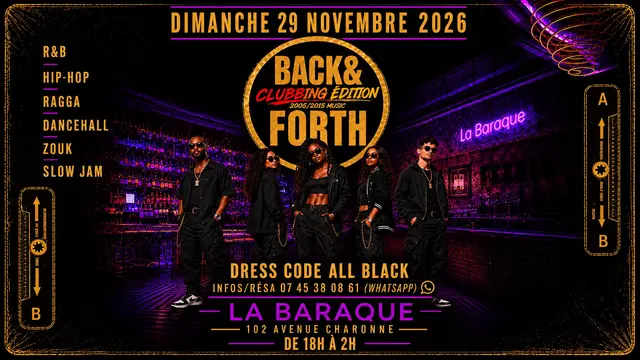 DIMANCHE 29 NOVEMBRE 2026
R&B
HIP-HOP
RAGGA
DANCEHALL
ZOUK
SLOW JAM
BACK&
CLUBBING ÉDITION
2005/2015 MUSIC
FORTH
La Baraque
A
B
B
DRESS CODE ALL BLACK
INFOS/RÉSA 07 45 38 08 61 (WHATSAPP)
LA BARAQUE
102 AVENUE CHARONNE
DE 18H À 2H